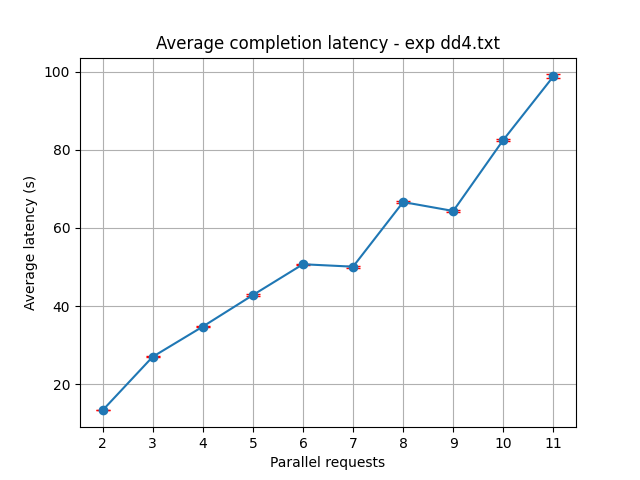 Average completion latency - exp dd4.txt
100
80
60
40
20
Average latency (s)
2 3 4 5 6 7 8 9 10 11
Parallel requests